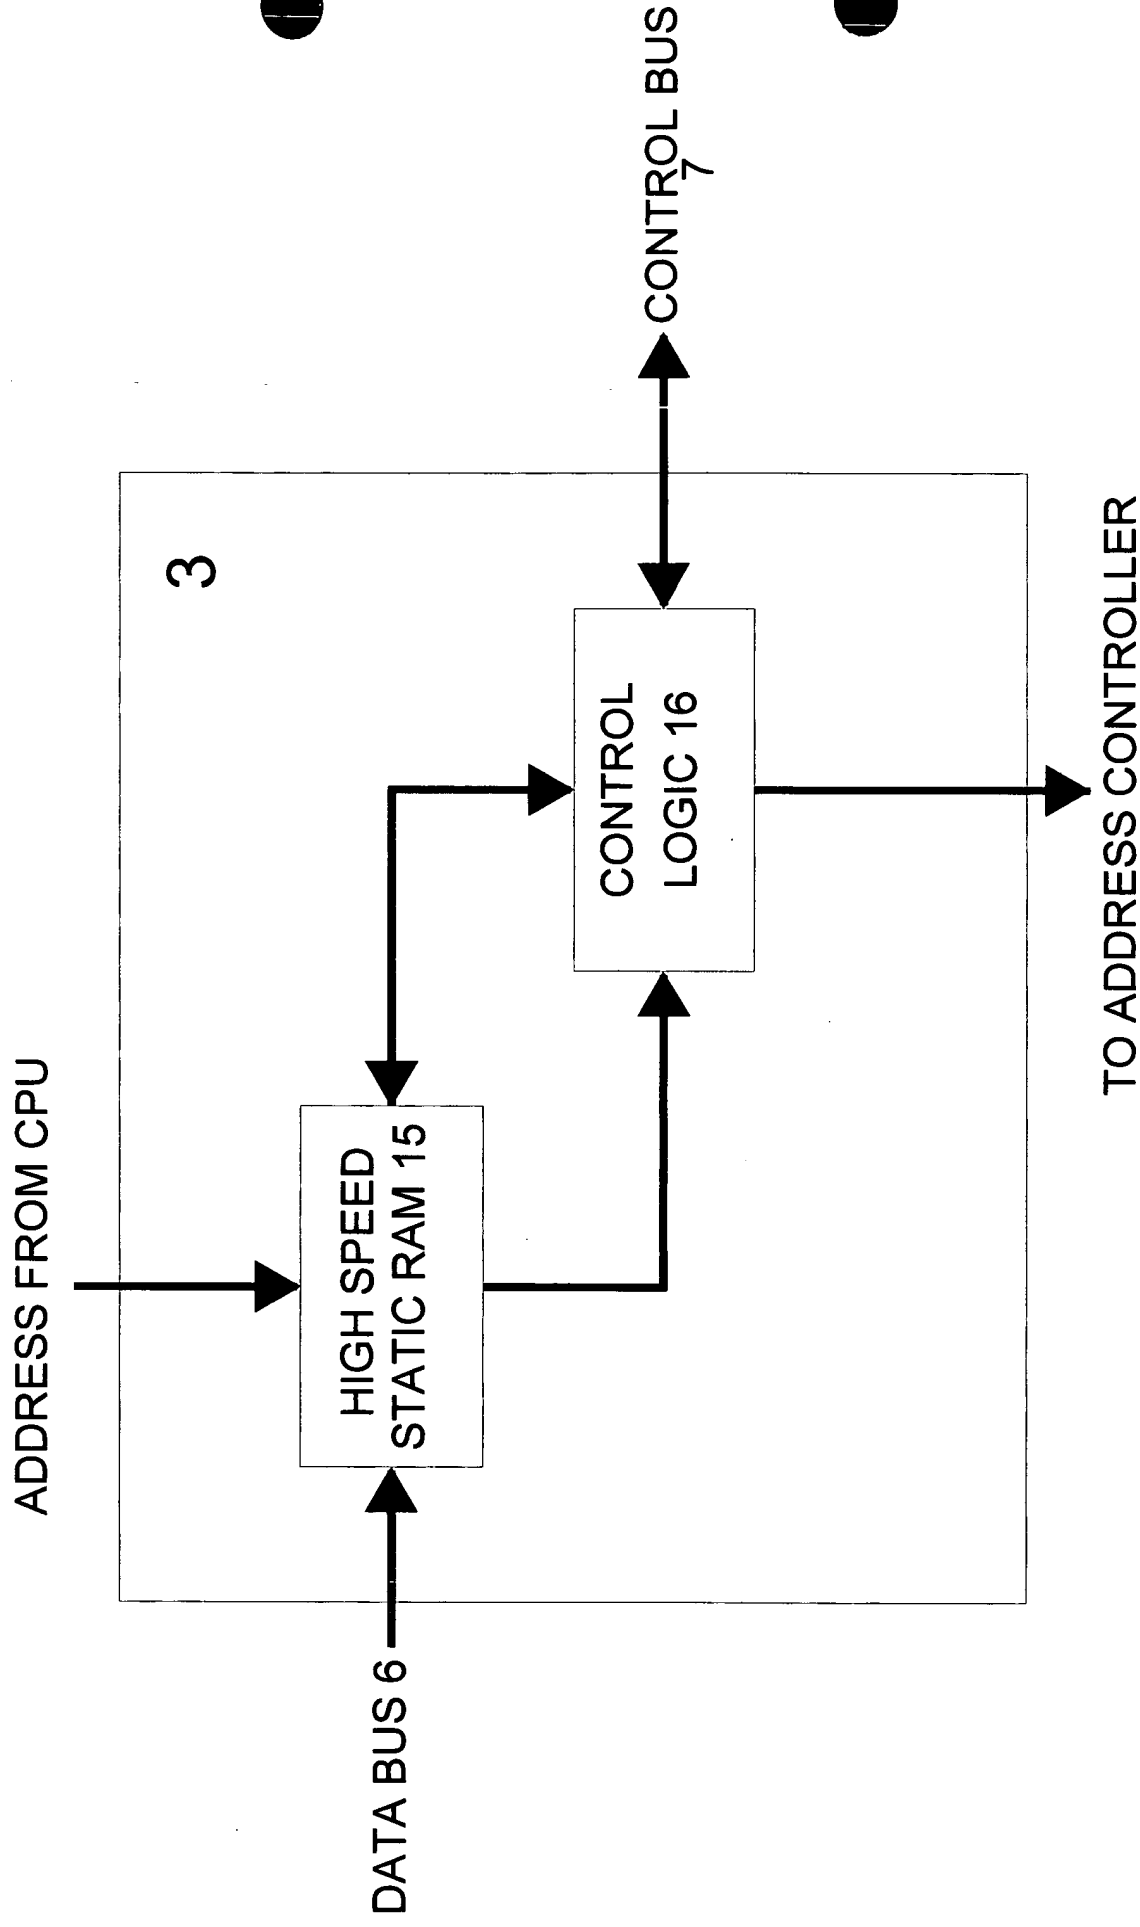 ADDRESS FROM CPU
3
DATA BUS 6
HIGH SPEED
STATIC RAM 15
CONTROL
LOGIC 16
CONTROL BUS
7
TO ADDRESS CONTROLLER